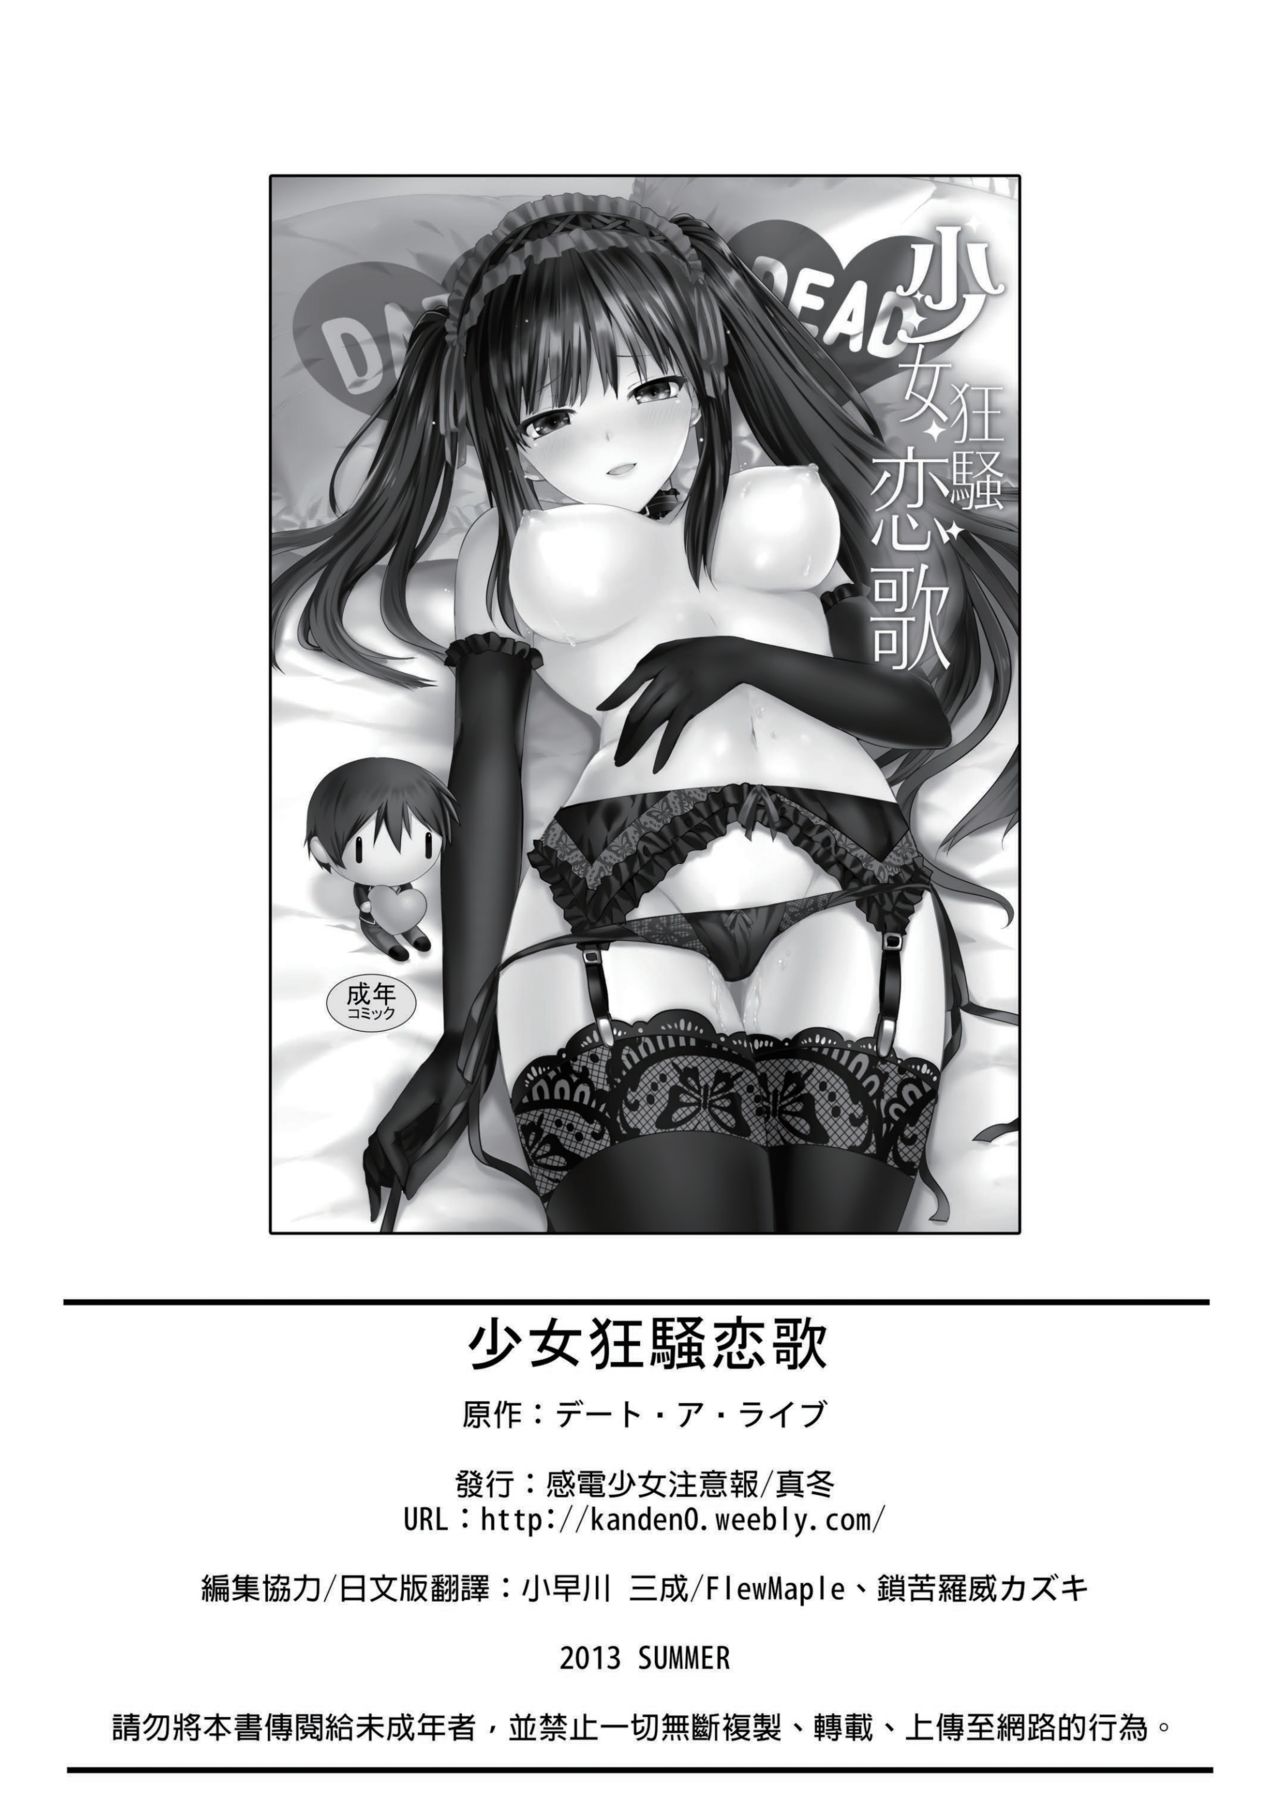 DA
DEAD
少女
狂騒
恋歌
成年
コミック
少女狂騒恋歌
原作：デート・ア・ライブ
發行：感電少女注意報/真冬
URL：http://kanden0.weebly.com/
編集協力/日文版翻譯：小早川 三成/FlewMaple、鎖苦羅威カズキ
2013 SUMMER
請勿將本書傳閱給未成年者，並禁止一切無斷複製、轉載、上傳至網路的行為。